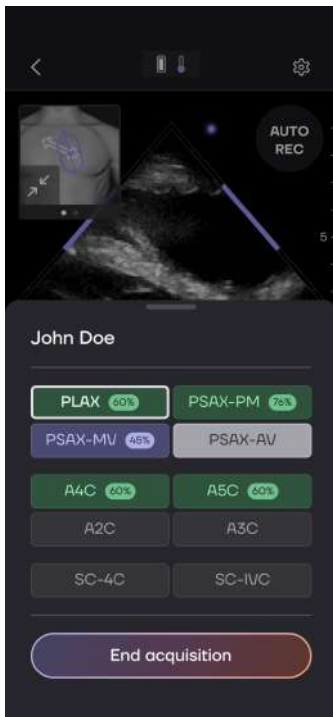 AUTO
REC
5
John Doe
PLAX 60%
PSAX-PM 76%
PSAX-MV 45%
PSAX-AV
A4C 60%
A5C 60%
A2C
A3C
SC-4C
SC-IVC
End acquisition